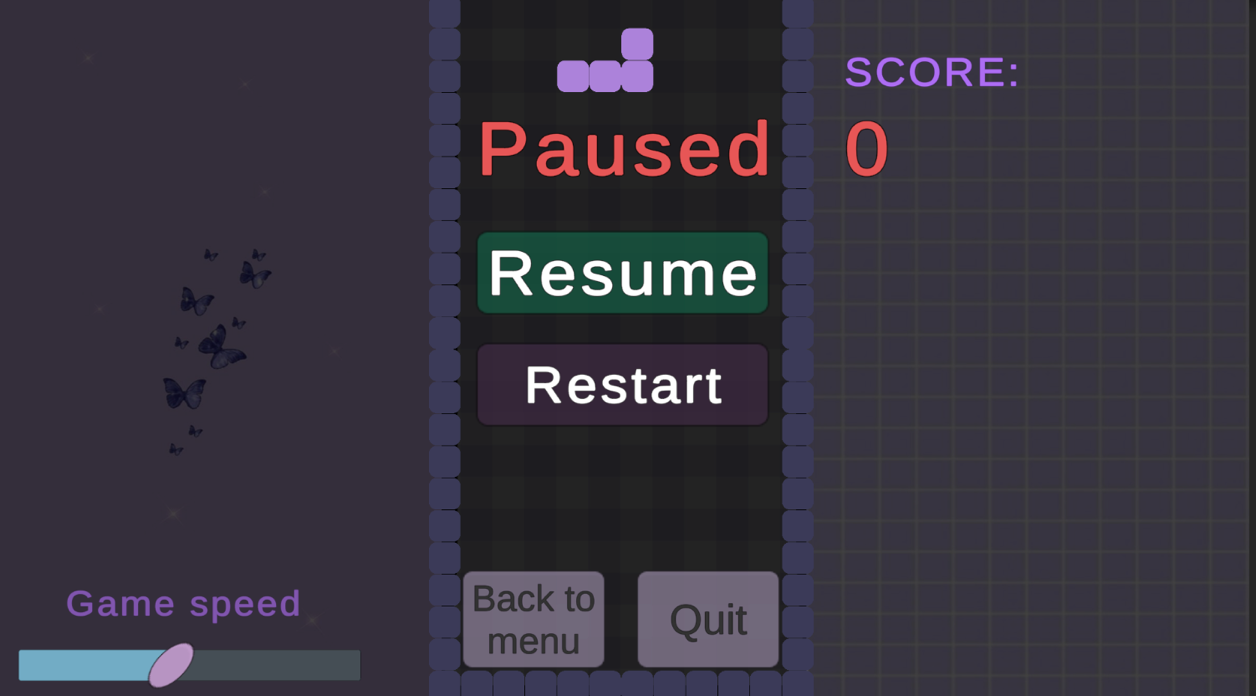 SCORE:
Paused
0
Resume
Restart
Game speed
Back to
menu
Quit